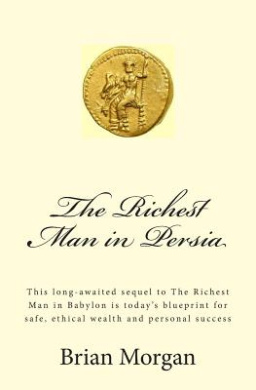 The Richest
Man in Persia
This long-awaited sequel to The Richest
Man in Babylon is today's blueprint for
safe, ethical wealth and personal success
Brian Morgan